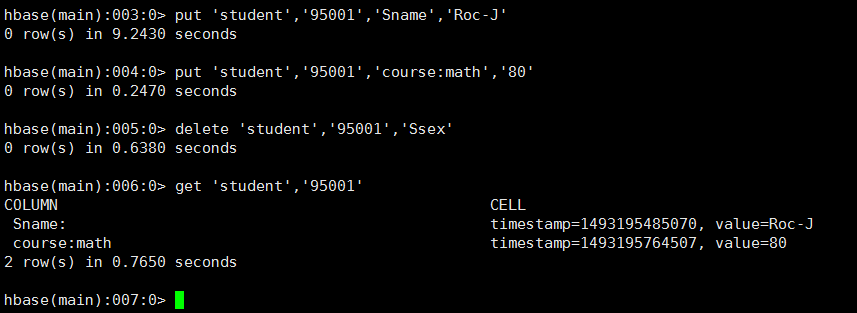 hbase(main):003:0> put 'student','95001','Sname','Roc-J'
0 row(s) in 9.2430 seconds
hbase(main):004:0> put 'student','95001','course:math','80'
0 row(s) in 0.2470 seconds
hbase(main):005:0> delete 'student','95001','Ssex'
0 row(s) in 0.6380 seconds
hbase(main):006:0> get 'student','95001'
COLUMN CELL
Sname: timestamp=1493195485070, value=Roc-J
course:math timestamp=1493195764507, value=80
2 row(s) in 0.7650 seconds
hbase(main):007:0>